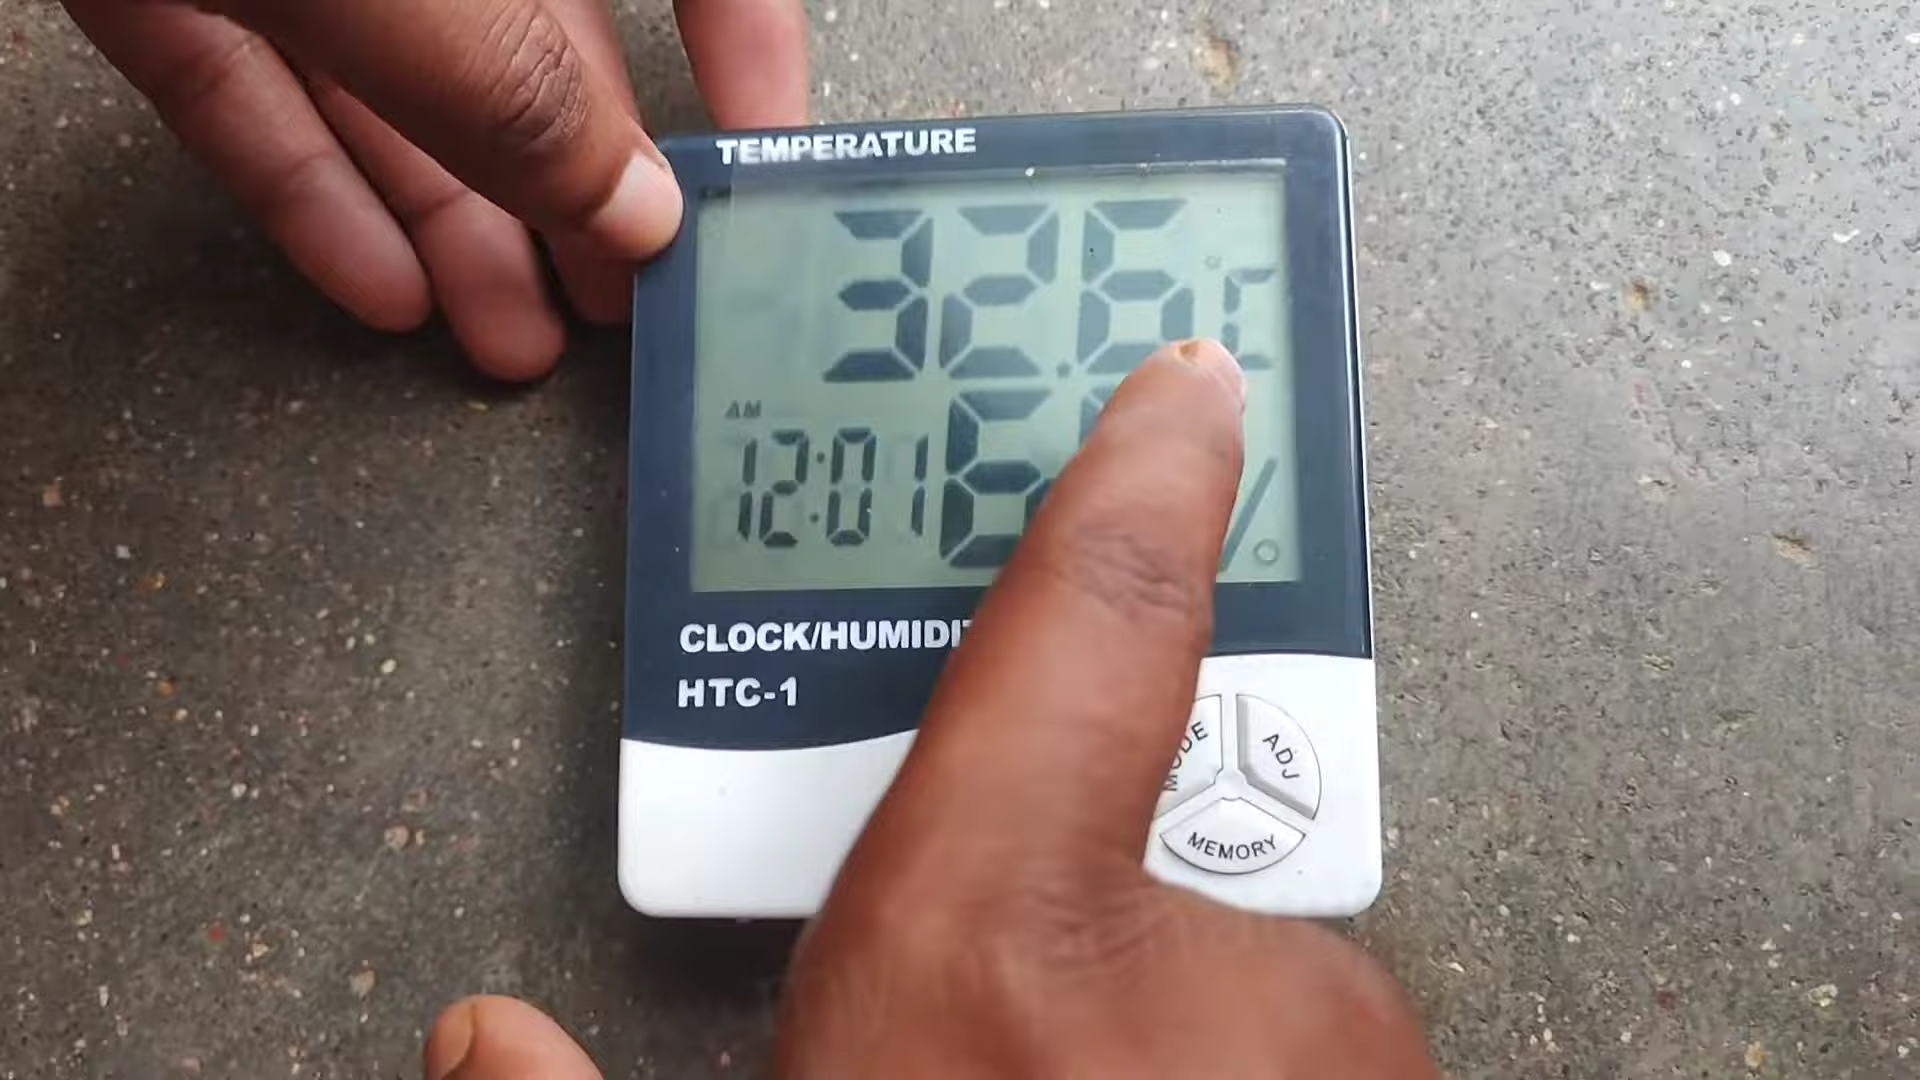 TEMPERATURE
32.6 °C
AM
12:01
%
CLOCK/HUMIDI
HTC-1
MODE
ADJ
MEMORY